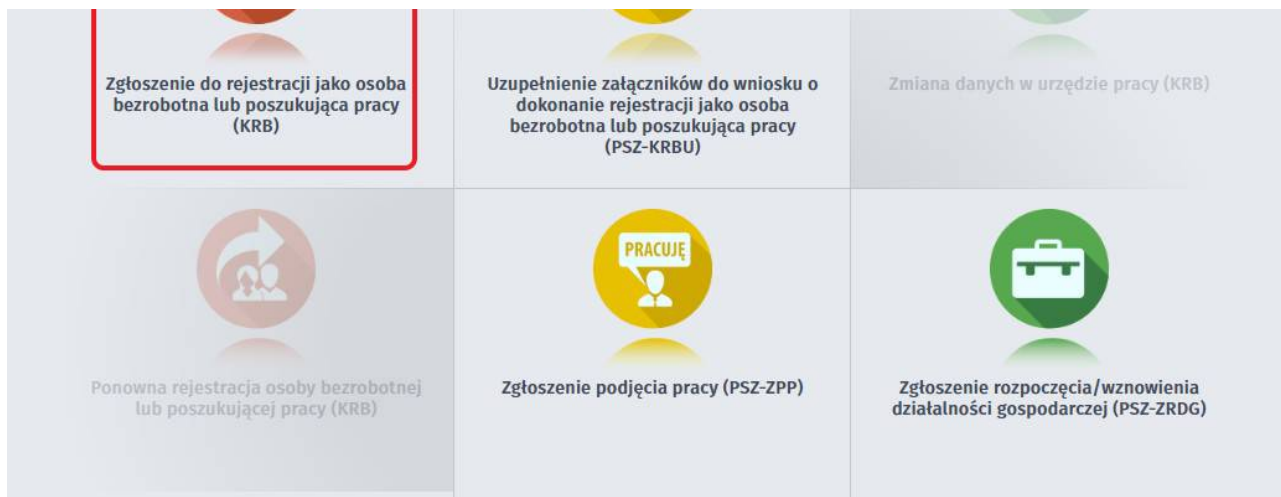 Zgłoszenie do rejestracji jako osoba
bezrobotna lub poszukująca pracy
(KRB)
Uzupełnienie załączników do wniosku o
dokonanie rejestracji jako osoba
bezrobotna lub poszukująca pracy
(PSZ-KRBU)
Zmiana danych w urzędzie pracy (KRB)
Ponowna rejestracja osoby bezrobotnej
lub poszukującej pracy (KRB)
PRACUJĘ
Zgłoszenie podjęcia pracy (PSZ-ZPP)
Zgłoszenie rozpoczęcia/wznowienia
działalności gospodarczej (PSZ-ZRDG)